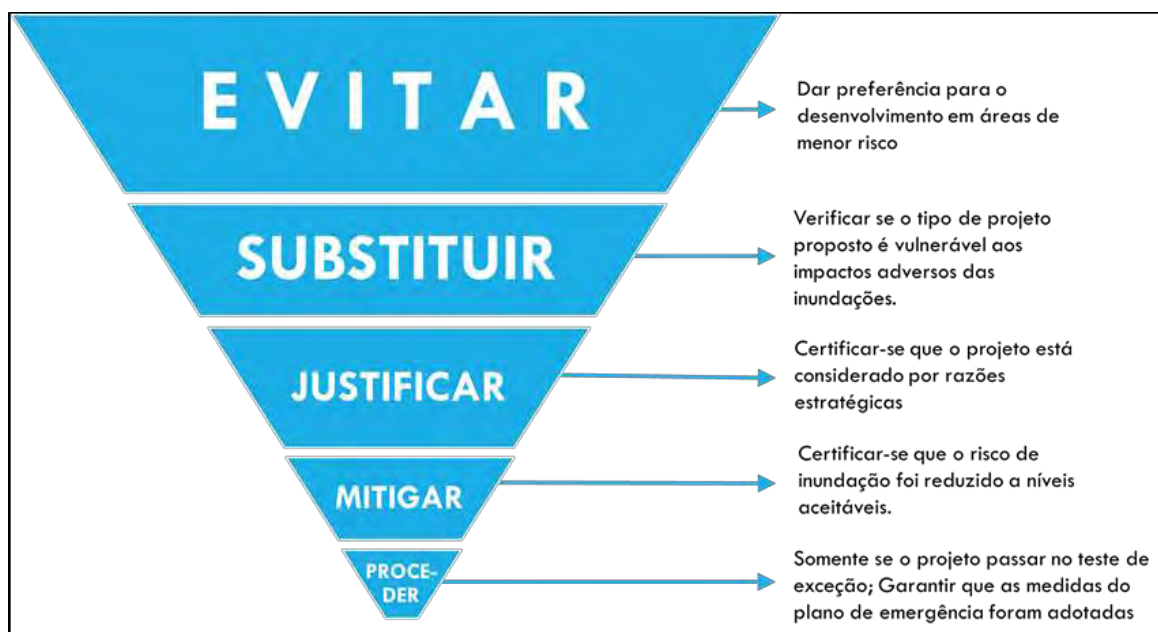 EVITAR
Dar preferência para o
desenvolvimento em áreas de
menor risco
SUBSTITUIR
Verificar se o tipo de projeto
proposto é vulnerável aos
impactos adversos das
inundações.
JUSTIFICAR
Certificar-se que o projeto está
considerado por razões
estratégicas
MITIGAR
Certificar-se que o risco de
inundação foi reduzido a níveis
aceitáveis.
PROCE-
DER
Somente se o projeto passar no teste de
exceção; Garantir que as medidas do
plano de emergência foram adotadas